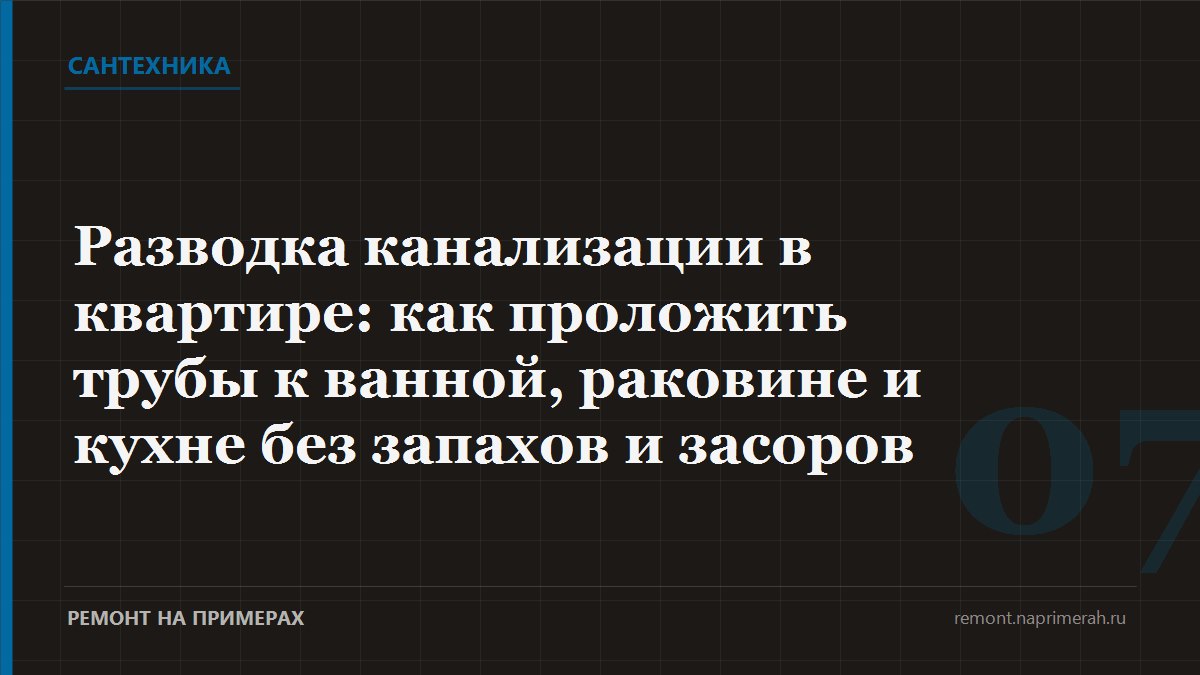 САНТЕХНИКА
Разводка канализации в
квартире: как проложить
трубы к ванной, раковине и
кухне без запахов и засоров
07
РЕМОНТ НА ПРИМЕРАХ
remont.naprimerah.ru